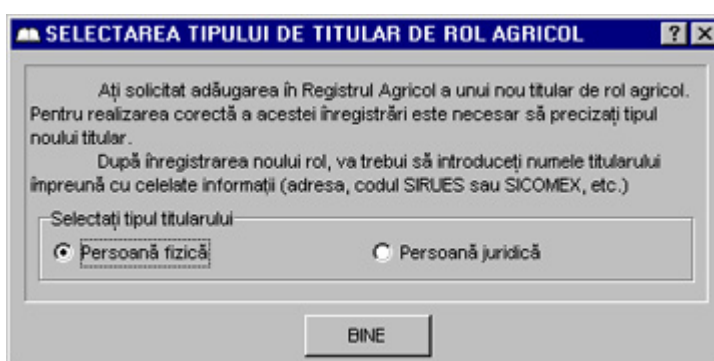 SELECTAREA TIPULUI DE TITULAR DE ROL AGRICOL
Ați solicitat adăugarea în Registrul Agricol a unui nou titular de rol agricol.
Pentru realizarea corectă a acestei înregistrări este necesar să precizați tipul
noului titular.
După înregistrarea noului rol, va trebui să introduceți numele titularului
împreună cu celelate informații (adresa, codul SIRUES sau SICOMEX, etc.)
Selectați tipul titularului
Persoană fizică Persoană juridică
BINE